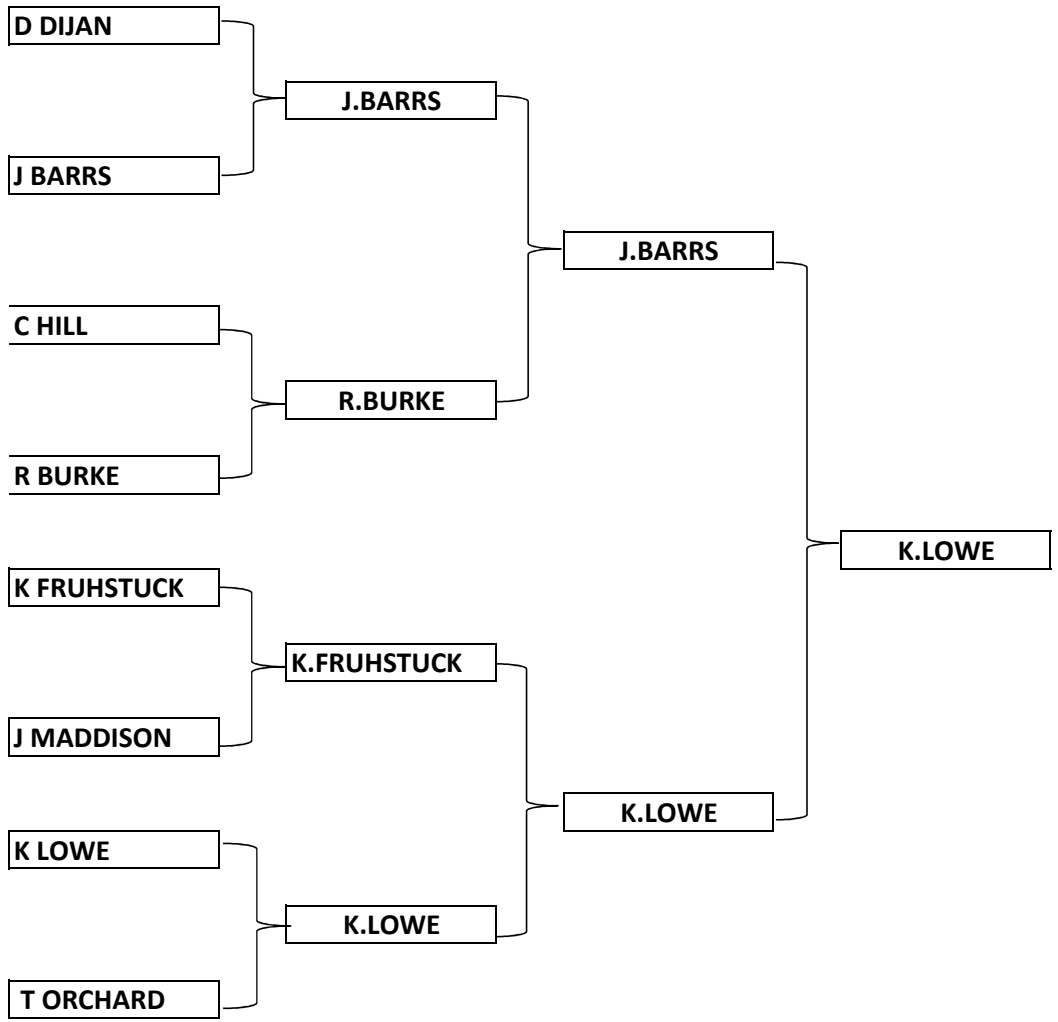 D DIJAN
J.BARRS
J BARRS
J.BARRS
C HILL
R.BURKE
R BURKE
K.LOWE
K FRUHSTUCK
K.FRUHSTUCK
J MADDISON
K.LOWE
K LOWE
K.LOWE
T ORCHARD